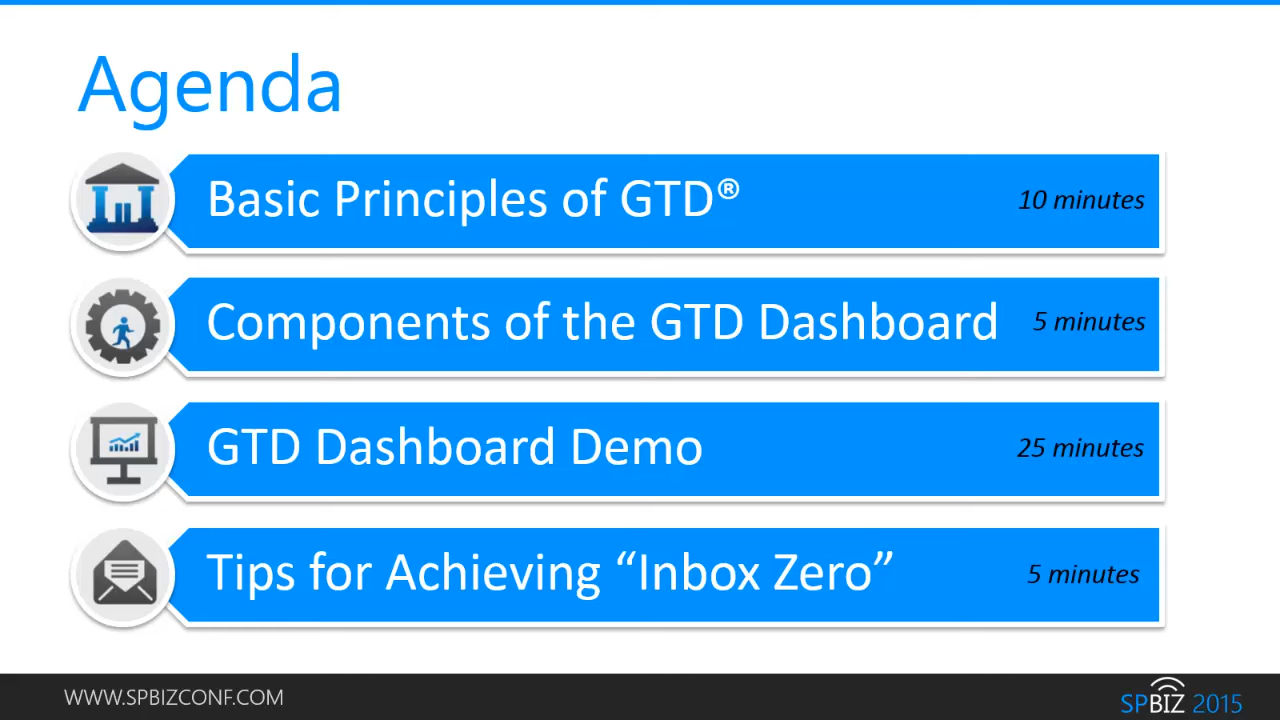 Agenda
Basic Principles of GTD® 10 minutes
Components of the GTD Dashboard 5 minutes
GTD Dashboard Demo 25 minutes
Tips for Achieving “Inbox Zero” 5 minutes
WWW.SPBIZCONF.COM SPBIZ 2015